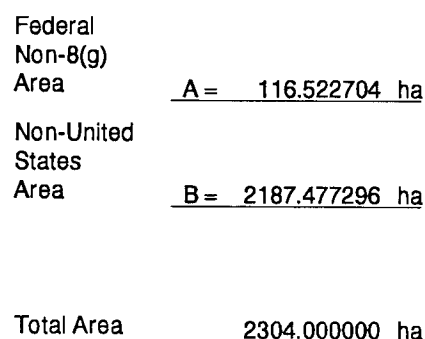 Federal
Non-8(g)
Area A = 116.522704 ha
Non-United
States
Area B = 2187.477296 ha
Total Area 2304.000000 ha